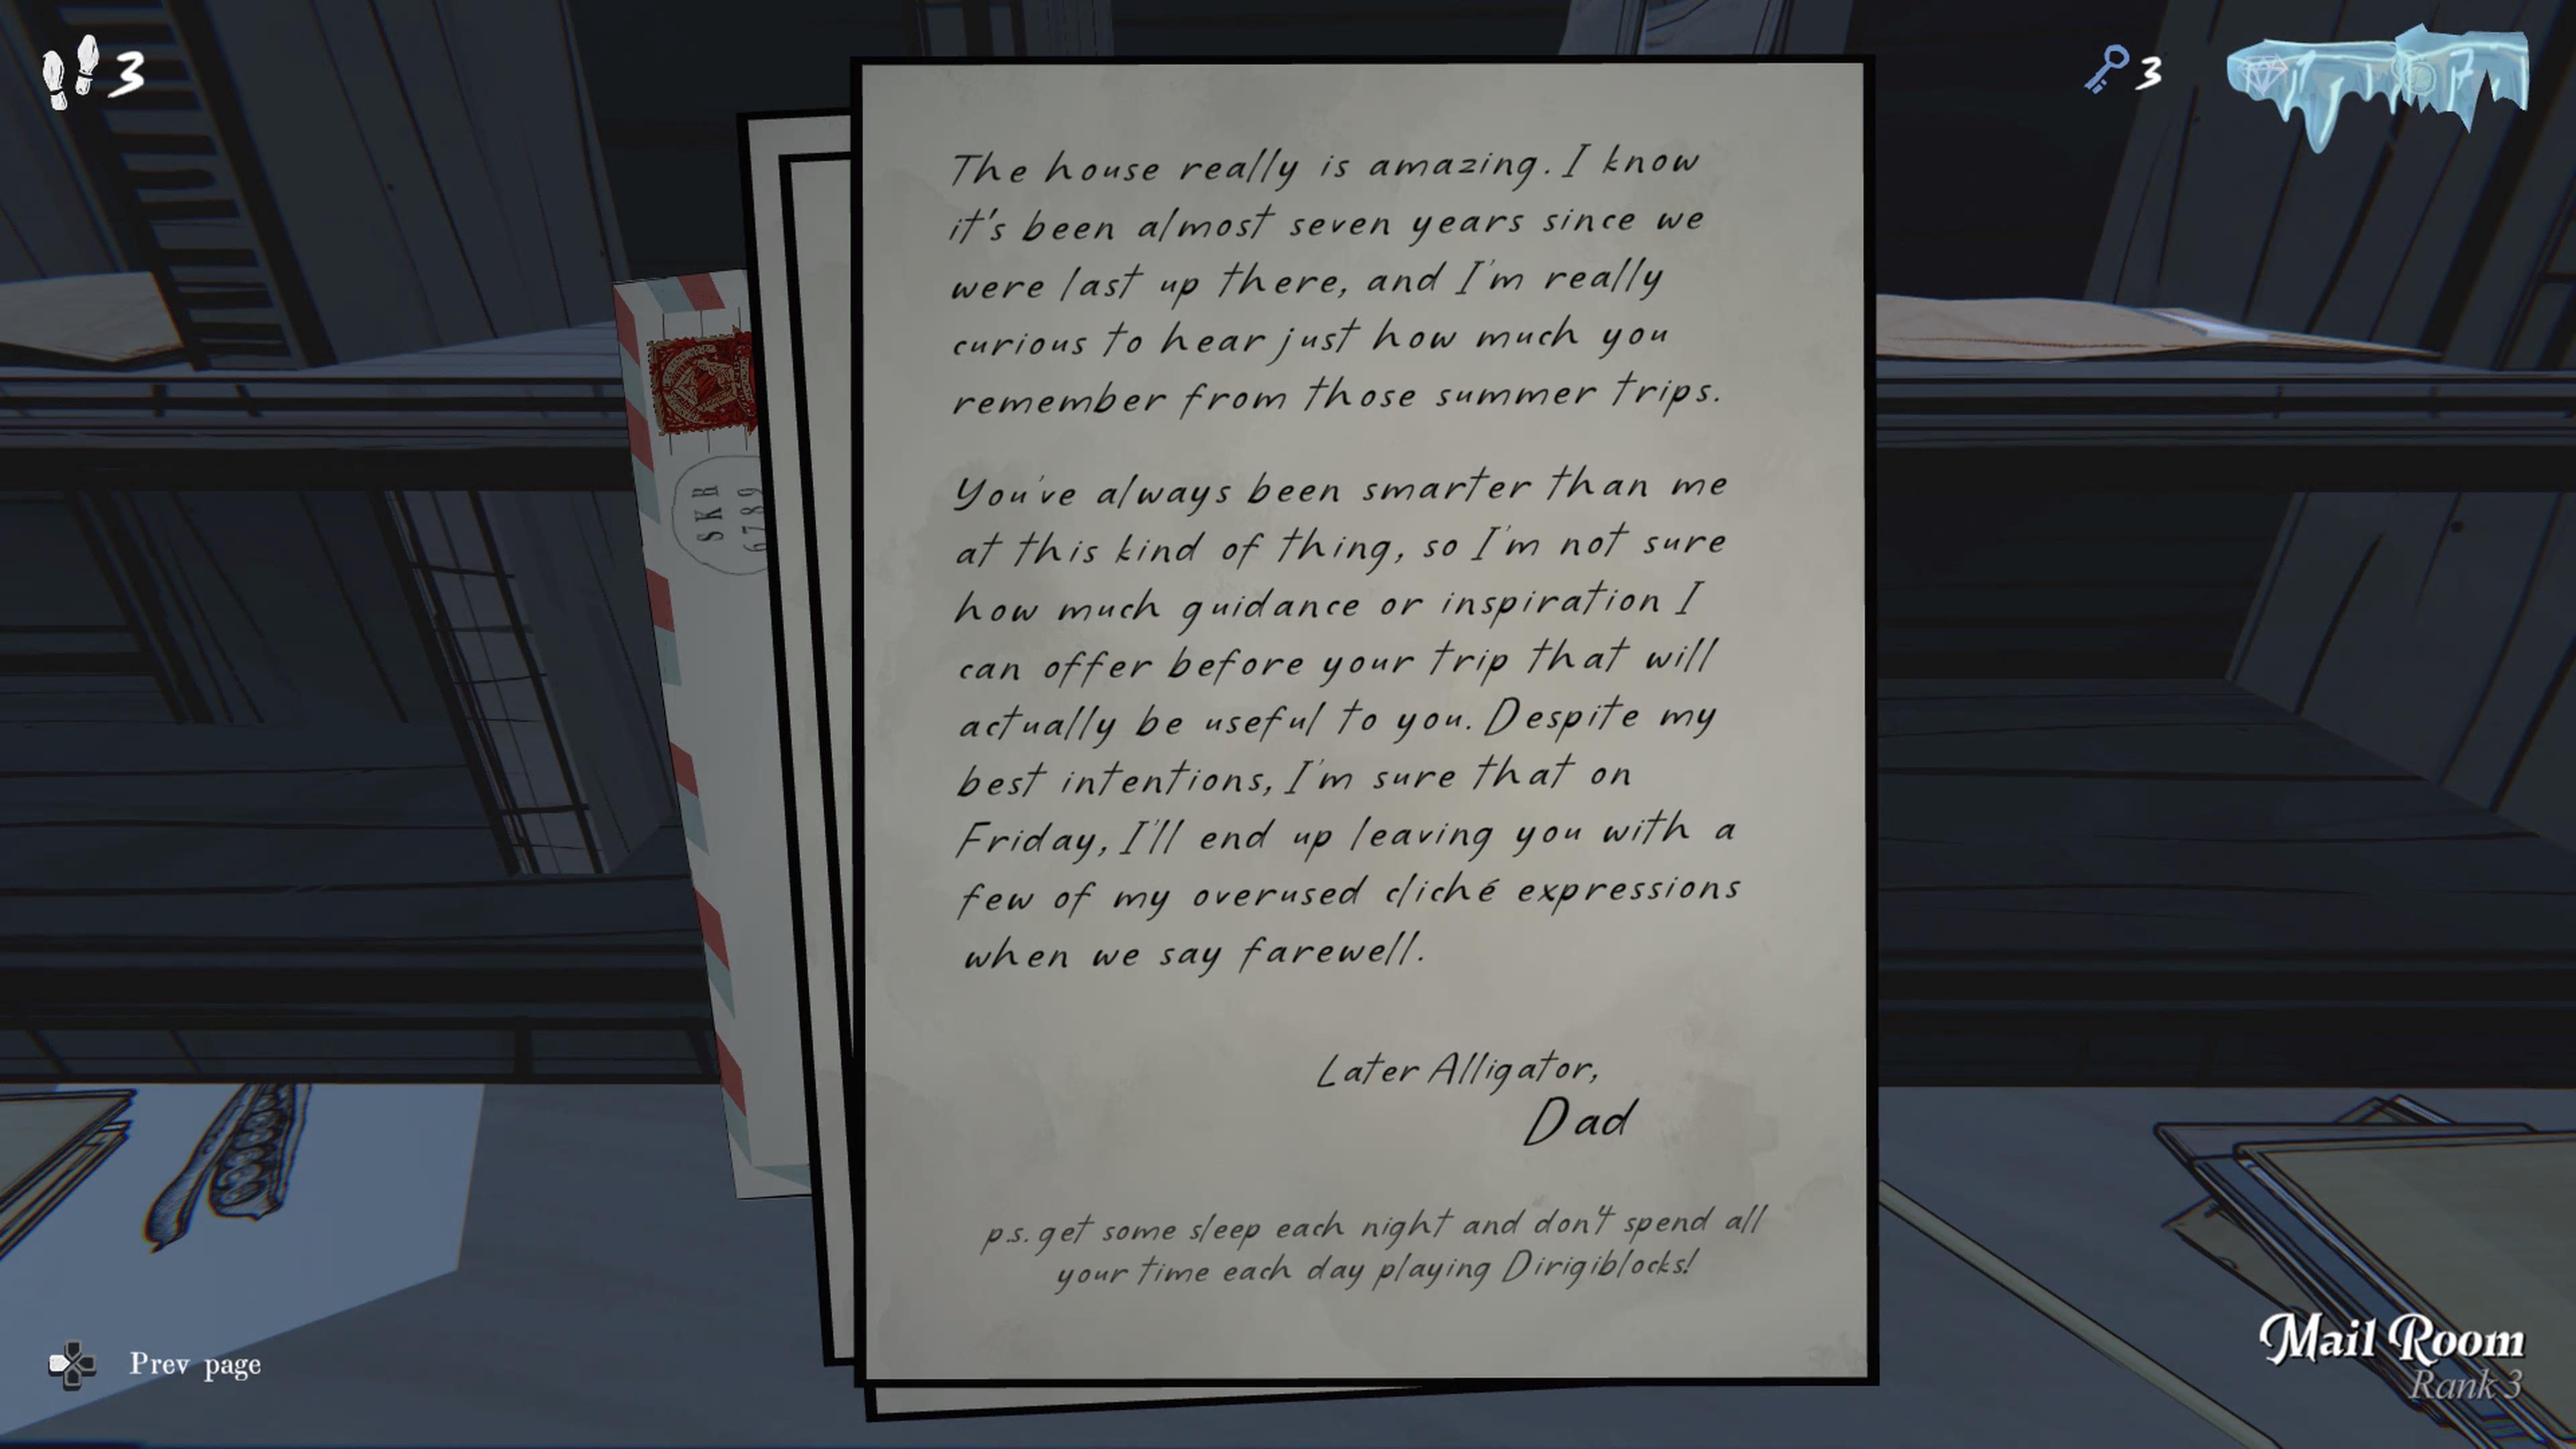 3
3
1
7
The house really is amazing. I know
it's been almost seven years since we
were last up there, and I'm really
curious to hear just how much you
remember from those summer trips.
You've always been smarter than me
at this kind of thing, so I'm not sure
how much guidance or inspiration I
can offer before your trip that will
actually be useful to you. Despite my
best intentions, I'm sure that on
Friday, I'll end up leaving you with a
few of my overused cliché expressions
when we say farewell.
Later Alligator,
Dad
p.s. get some sleep each night and don't spend all
your time each day playing Dirigiblocks!
SKR
6789
Prev page
Mail Room
Rank 3